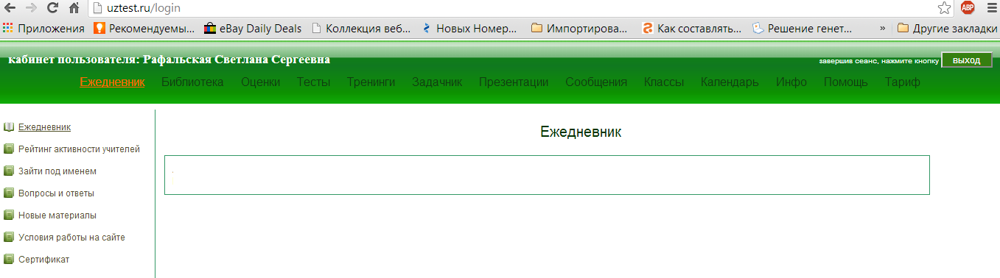 uztest.ru/login
ABP
Приложения Рекомендуемы... eBay Daily Deals Коллекция веб... Новых Номер... Импортирова... Как составлять... Решение генет... » Другие закладки
кабинет пользователя: Рафальская Светлана Сергеевна
завершив сеанс, нажмите кнопку ВЫХОД
Ежедневник Библиотека Оценки Тесты Тренинги Задачник Презентации Сообщения Классы Календарь Инфо Помощь Тариф
Ежедневник
Ежедневник
Рейтинг активности учителей
Зайти под именем
Вопросы и ответы
Новые материалы
Условия работы на сайте
Сертификат